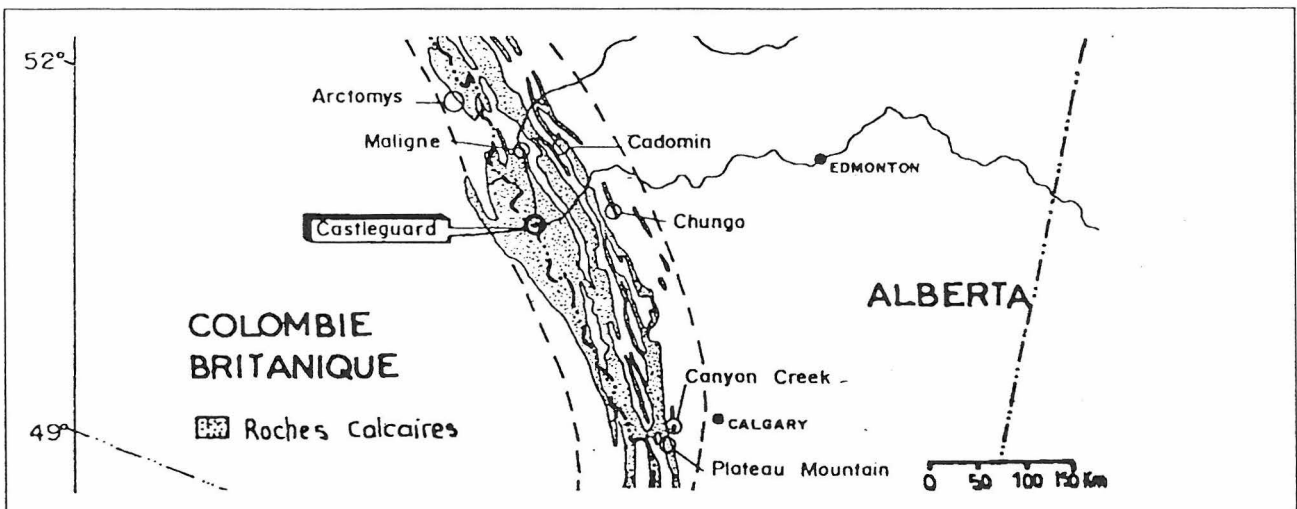 52°
Arctomys
Maligne
Cadomin
EDMONTON
Castleguard
Chungo
ALBERTA
COLOMBIE
BRITANIQUE
Canyon Creek
Roches Calcaires
CALGARY
49°
Plateau Mountain
0 50 100 150 Km